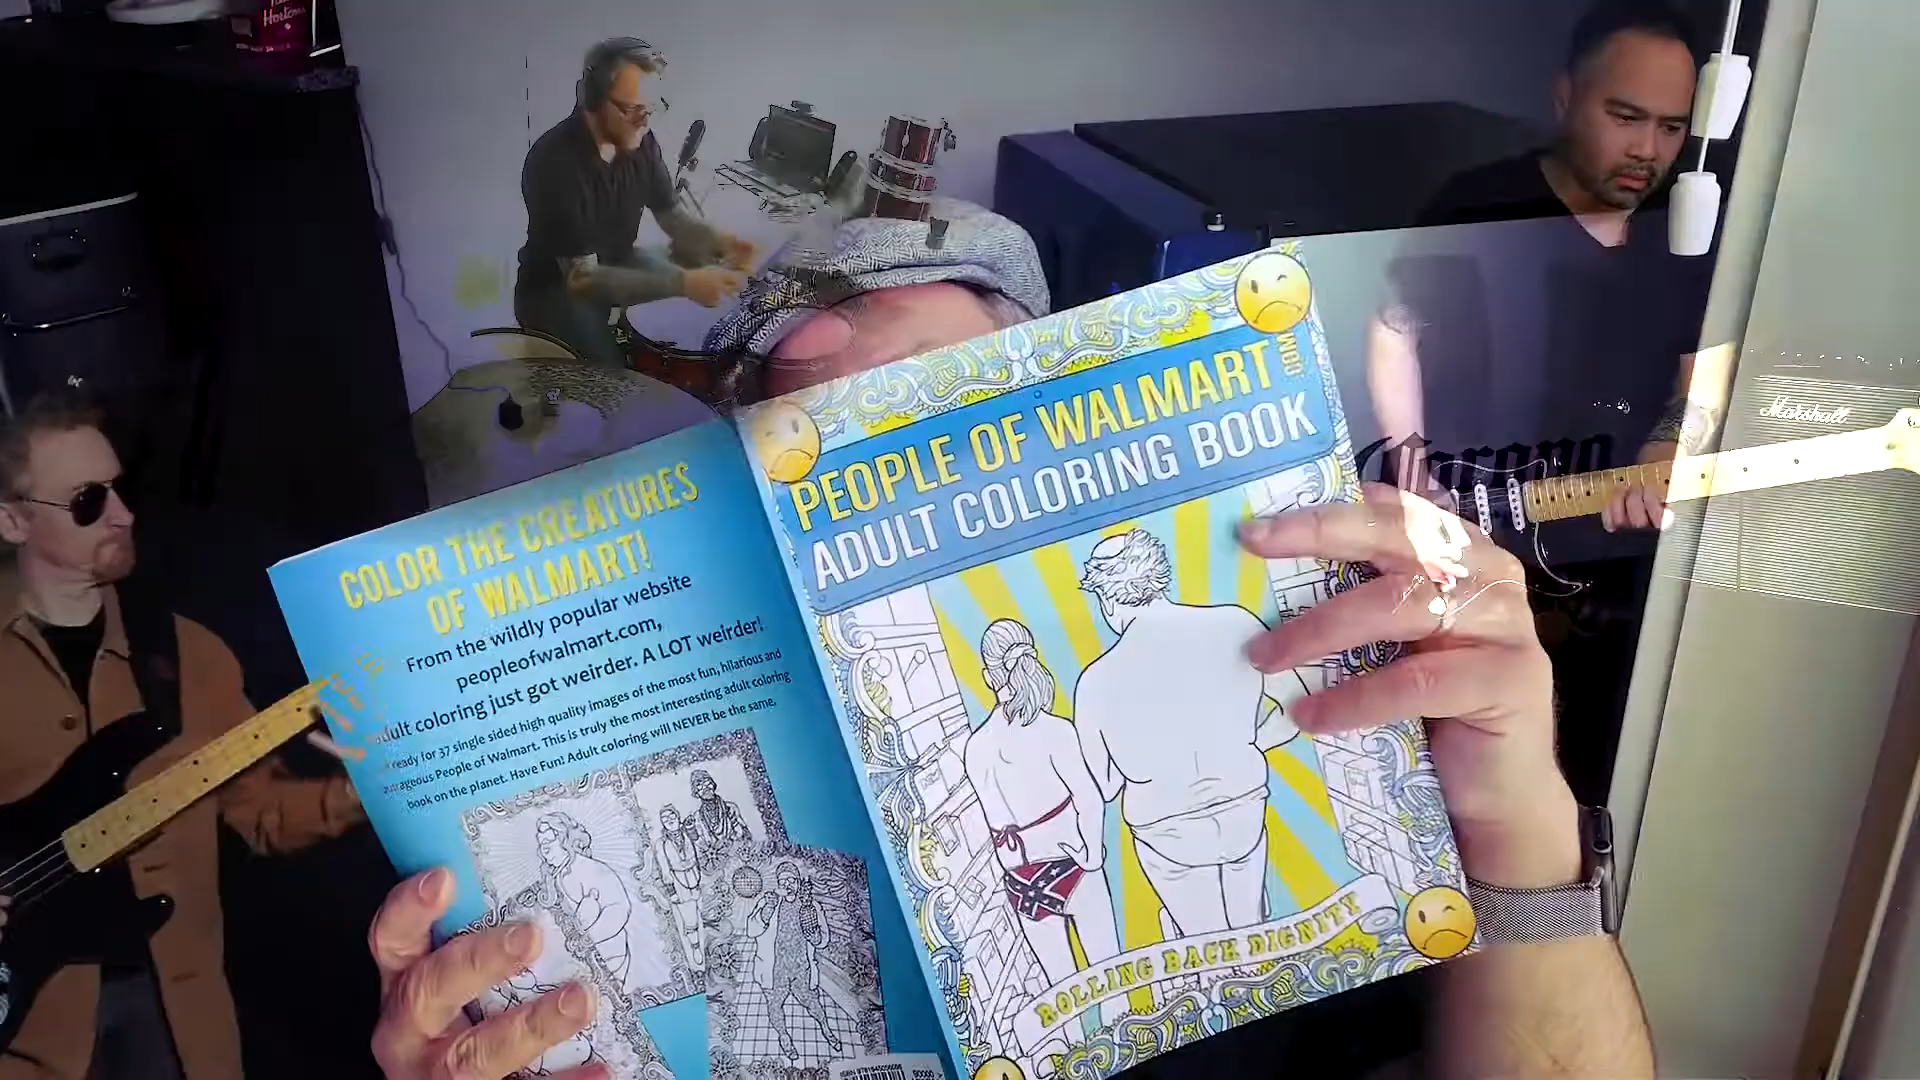 Hortons
Marshall
Corona
PEOPLE OF WALMART
.COM
ADULT COLORING BOOK
ROLLING BACK DIGNITY
COLOR THE CREATURES
OF WALMART!
From the wildly popular website
peopleofwalmart.com,
adult coloring just got weirder. A LOT weirder!
ready for 37 single sided high quality images of the most fun, hilarious and
outrageous People of Walmart. This is truly the most interesting adult coloring
book on the planet. Have Fun! Adult coloring will NEVER be the same.